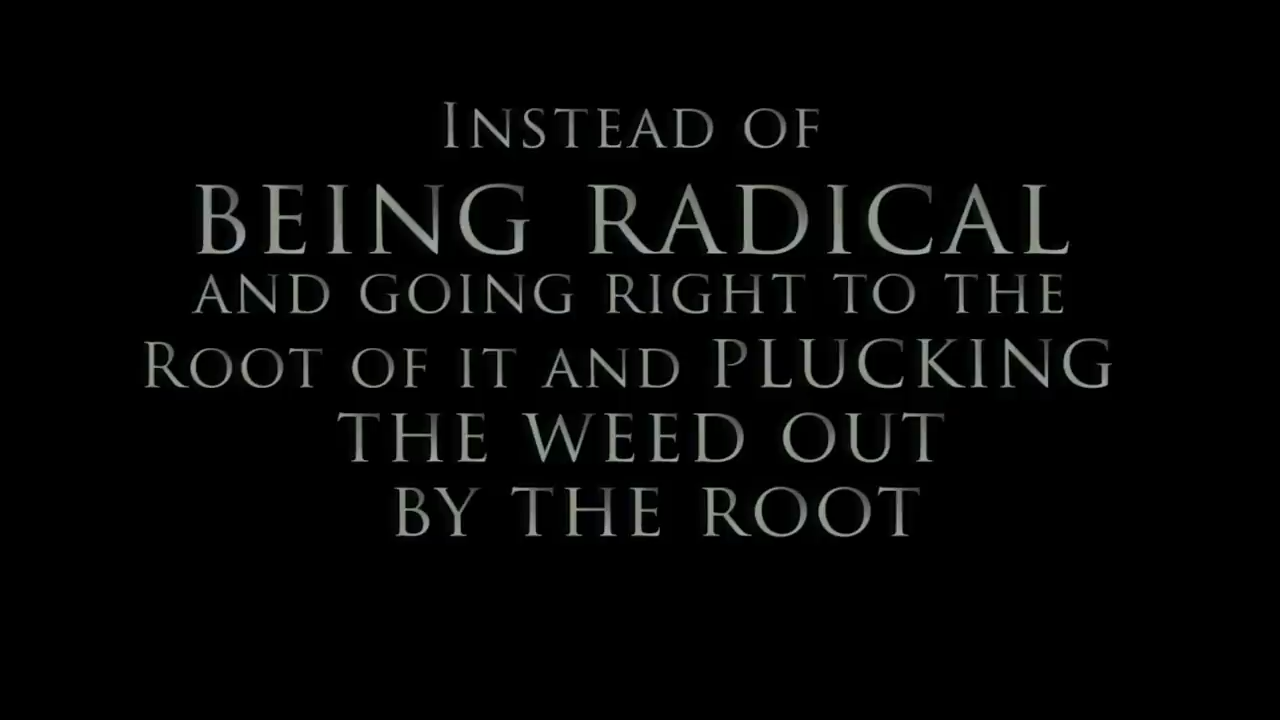 Instead of
BEING RADICAL
AND GOING RIGHT TO THE
ROOT OF IT AND PLUCKING
THE WEED OUT
BY THE ROOT